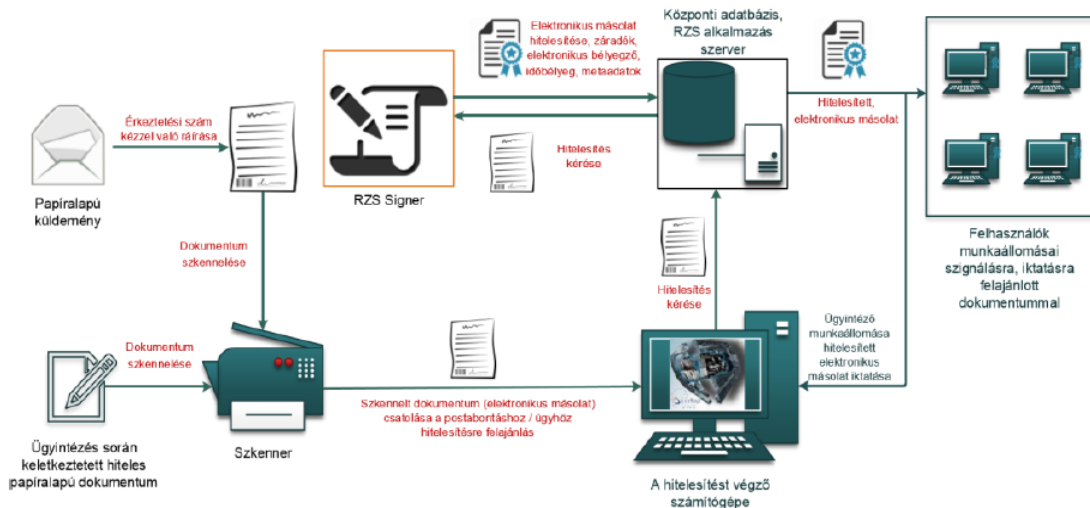 Elektronikus másolat
hitelesítése, záradék,
elektronikus bélyegző,
időbélyeg, metaadatok
Központi adatbázis,
RZS alkalmazás
szerver
Érkeztetési szám
kézzel való ráírása
Hitelesített,
elektronikus másolat
Hitelesítés
kérése
Papíralapú
küldemény
RZS Signer
Felhasználók
munkaállomásai
szignálásra, iktatásra
felajánlott
dokumentummal
Dokumentum
szkennelése
Hitelesítés
kérése
Ügyintéző
munkaállomása
hitelesített
elektronikus
másolat iktatása
Dokumentum
szkennelése
Szkennelt dokumentum (elektronikus másolat)
csatolása a postabontáshoz / ügyhöz
hitelesítésre felajánlás
Ügyintézés során
keletkeztetett hiteles
papíralapú dokumentum
Szkenner
A hitelesítést végző
számítógépe